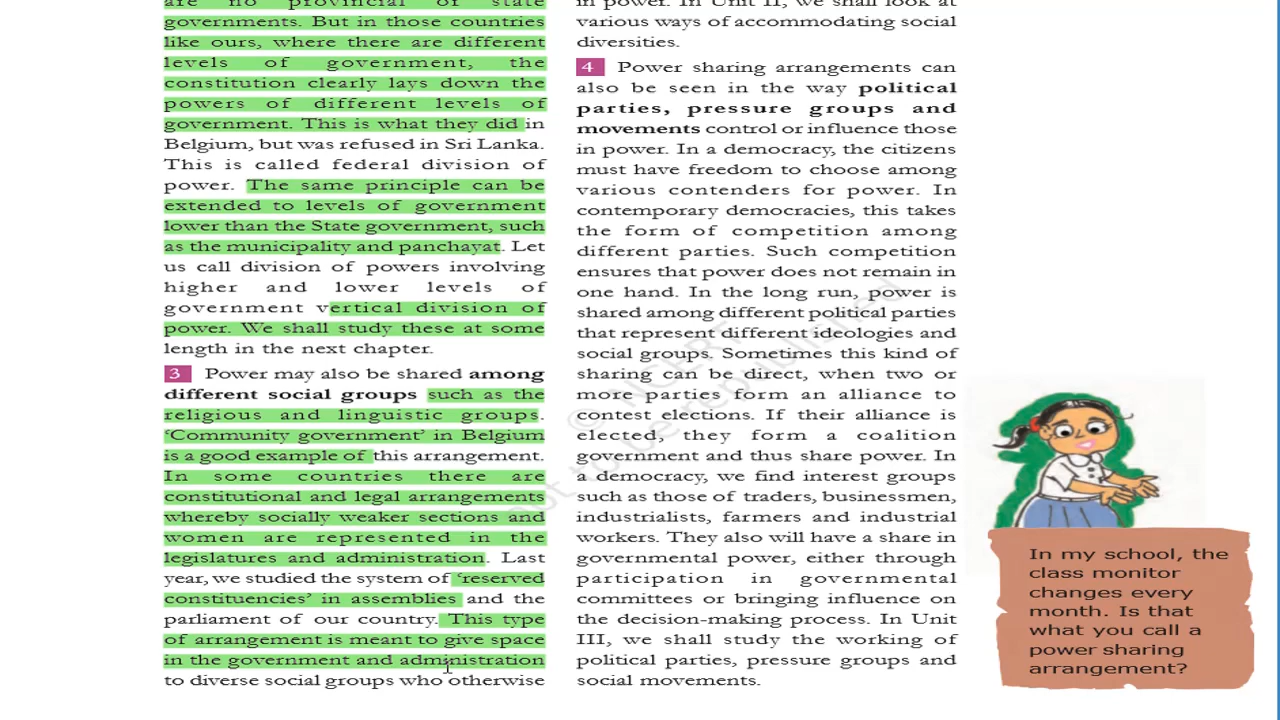 are no provincial or state
governments. But in those countries
like ours, where there are different
levels of government, the
constitution clearly lays down the
powers of different levels of
government. This is what they did in
Belgium, but was refused in Sri Lanka.
This is called federal division of
power. The same principle can be
extended to levels of government
lower than the State government, such
as the municipality and panchayat. Let
us call division of powers involving
higher and lower levels of
government vertical division of
power. We shall study these at some
length in the next chapter.
3 Power may also be shared among
different social groups such as the
religious and linguistic groups.
‘Community government’ in Belgium
is a good example of this arrangement.
In some countries there are
constitutional and legal arrangements
whereby socially weaker sections and
women are represented in the
legislatures and administration. Last
year, we studied the system of ‘reserved
constituencies’ in assemblies and the
parliament of our country. This type
of arrangement is meant to give space
in the government and administration
to diverse social groups who otherwise
in power. In Unit II, we shall look at
various ways of accommodating social
diversities.
4 Power sharing arrangements can
also be seen in the way political
parties, pressure groups and
movements control or influence those
in power. In a democracy, the citizens
must have freedom to choose among
various contenders for power. In
contemporary democracies, this takes
the form of competition among
different parties. Such competition
ensures that power does not remain in
one hand. In the long run, power is
shared among different political parties
that represent different ideologies and
social groups. Sometimes this kind of
sharing can be direct, when two or
more parties form an alliance to
contest elections. If their alliance is
elected, they form a coalition
government and thus share power. In
a democracy, we find interest groups
such as those of traders, businessmen,
industrialists, farmers and industrial
workers. They also will have a share in
governmental power, either through
participation in governmental
committees or bringing influence on
the decision-making process. In Unit
III, we shall study the working of
political parties, pressure groups and
social movements.
© NCERT
not to be republished
In my school, the
class monitor
changes every
month. Is that
what you call a
power sharing
arrangement?